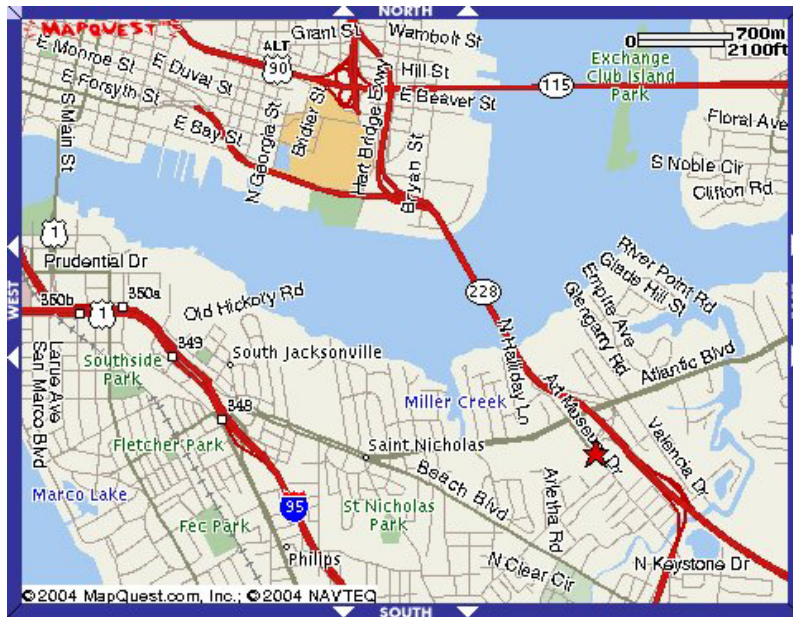 NORTH
MAPQUEST
Grant St
Wambolt St
0 700m
2100ft
E Monroe St
E Duval St
ALT
90
Hill St
Exchange
Club Island
Park
115
E Forsyth St
E Beaver St
S Main St
E Bay St
N Georgia St
Bridier St
Hart Bridge Expy
Bryan St
Floral Ave
S Noble Cir
Clifton Rd
1
Prudential Dr
WEST
350b
1
350a
Old Hickory Rd
228
River Point Rd
Glade Hill St
Empire Ave
Glengarry Rd
349
South Jacksonville
Southside
Park
Larue Ave
San Marco Blvd
N Halliday Ln
Atlantic Blvd
Miller Creek
Art Museum Dr
348
Fletcher Park
Saint Nicholas
Valencia Dr
Beach Blvd
Arletha Rd
Marco Lake
95
St Nicholas
Park
Fec Park
Philips
N Clear Cir
N Keystone Dr
©2004 MapQuest.com, Inc.; ©2004 NAVTEQ
SOUTH